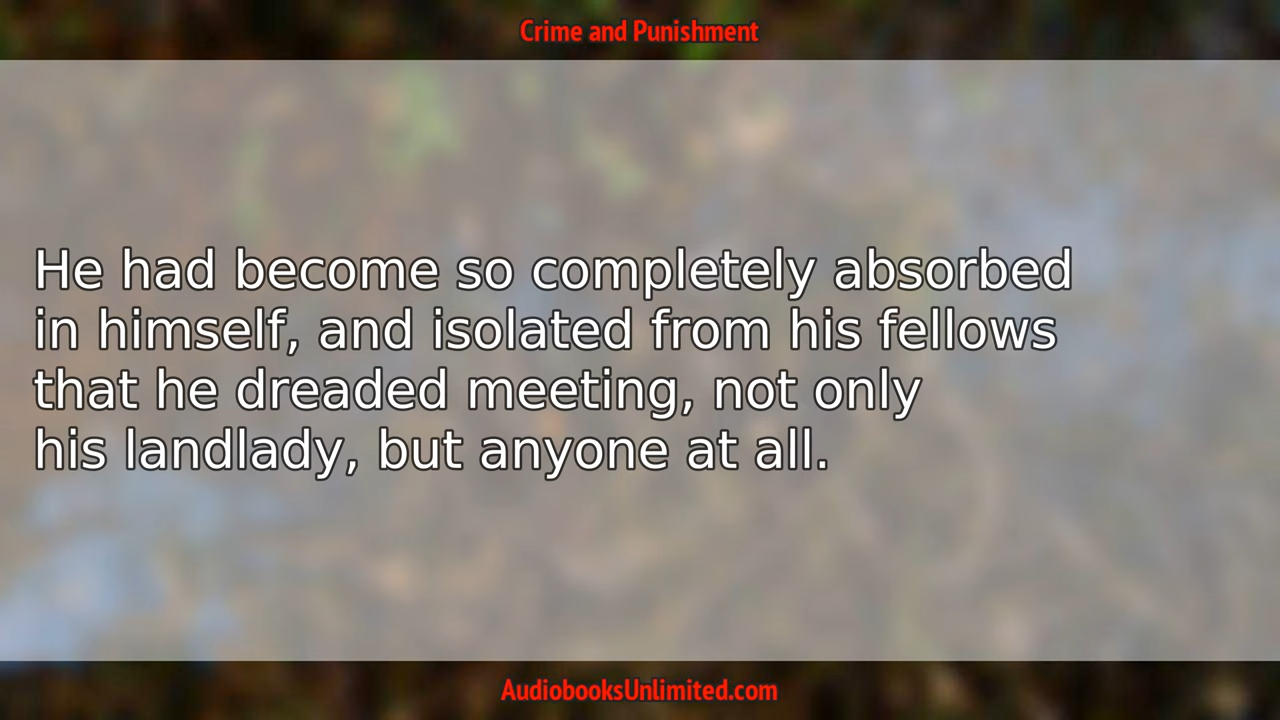 Crime and Punishment
He had become so completely absorbed
in himself, and isolated from his fellows
that he dreaded meeting, not only
his landlady, but anyone at all.
AudiobooksUnlimited.com